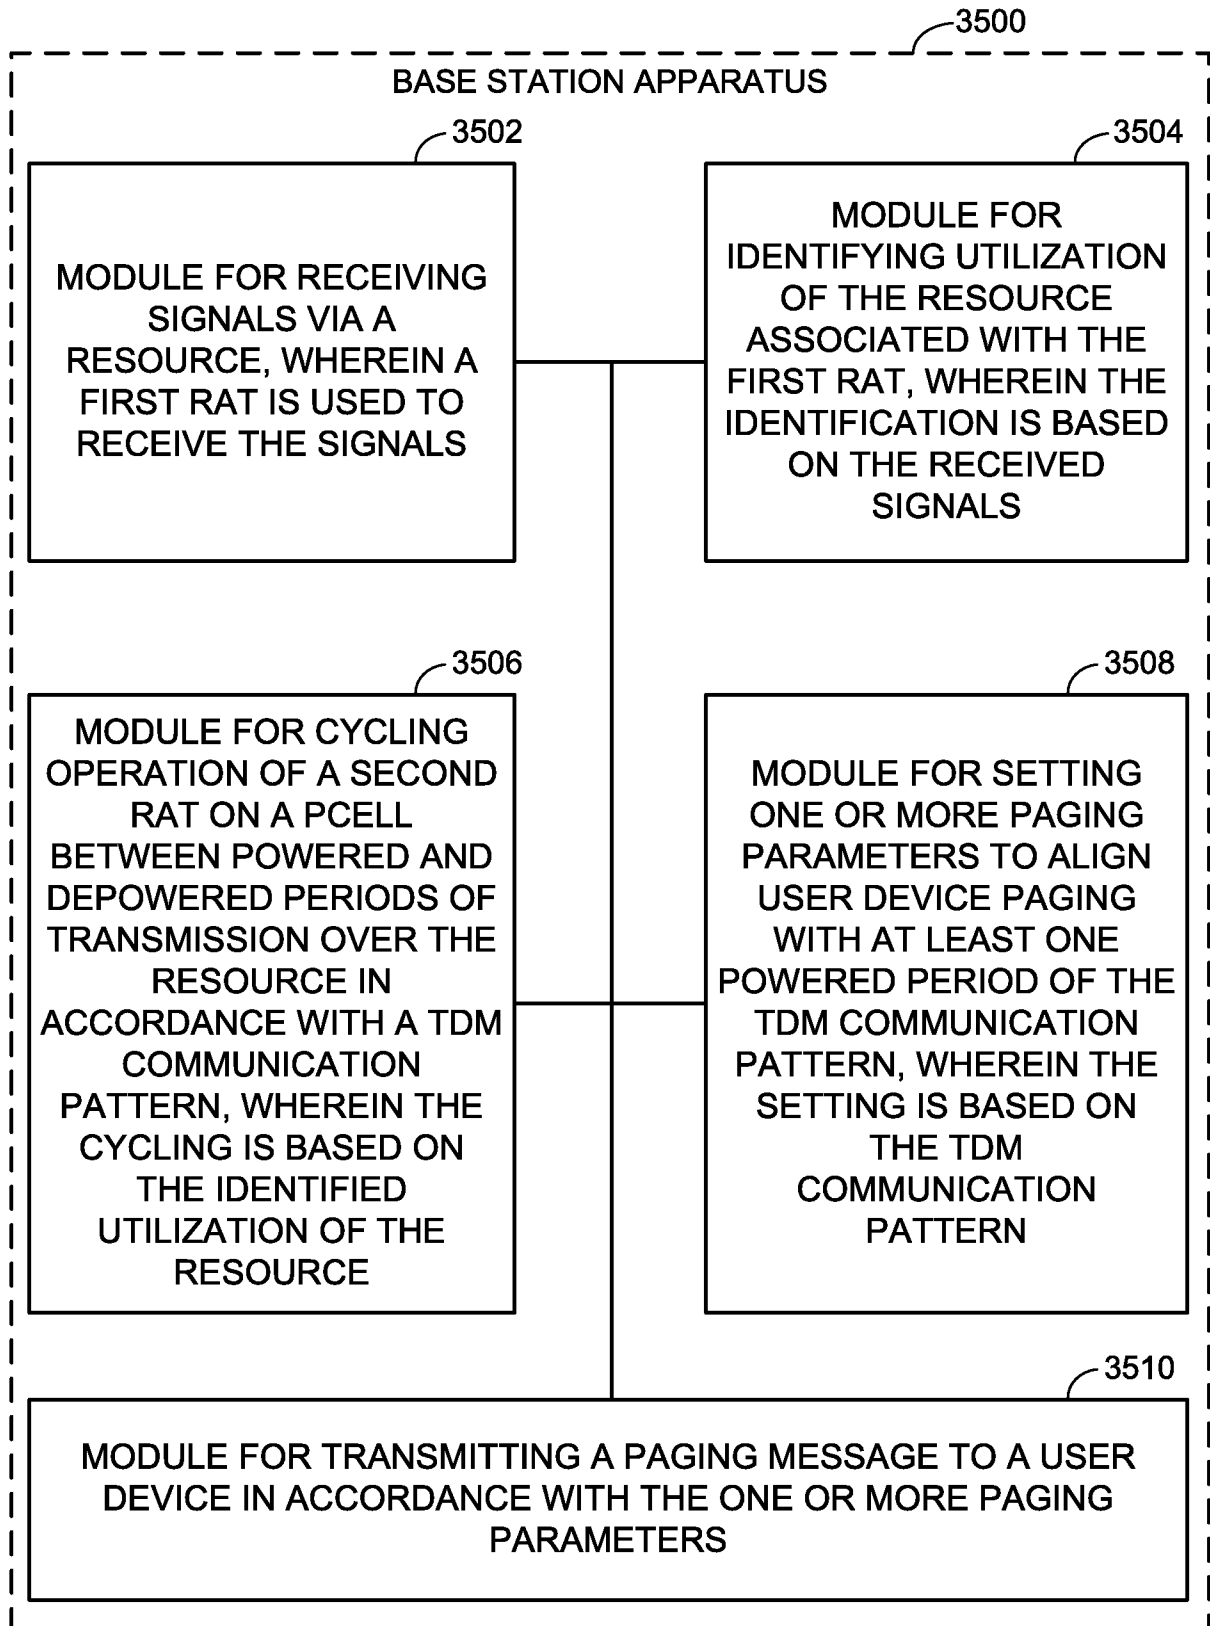 3500
BASE STATION APPARATUS
3502
MODULE FOR RECEIVING
SIGNALS VIA A
RESOURCE, WHEREIN A
FIRST RAT IS USED TO
RECEIVE THE SIGNALS
3504
MODULE FOR
IDENTIFYING UTILIZATION
OF THE RESOURCE
ASSOCIATED WITH THE
FIRST RAT, WHEREIN THE
IDENTIFICATION IS BASED
ON THE RECEIVED
SIGNALS
3506
MODULE FOR CYCLING
OPERATION OF A SECOND
RAT ON A PCELL
BETWEEN POWERED AND
DEPOWERED PERIODS OF
TRANSMISSION OVER THE
RESOURCE IN
ACCORDANCE WITH A TDM
COMMUNICATION
PATTERN, WHEREIN THE
CYCLING IS BASED ON
THE IDENTIFIED
UTILIZATION OF THE
RESOURCE
3508
MODULE FOR SETTING
ONE OR MORE PAGING
PARAMETERS TO ALIGN
USER DEVICE PAGING
WITH AT LEAST ONE
POWERED PERIOD OF THE
TDM COMMUNICATION
PATTERN, WHEREIN THE
SETTING IS BASED ON
THE TDM
COMMUNICATION
PATTERN
3510
MODULE FOR TRANSMITTING A PAGING MESSAGE TO A USER
DEVICE IN ACCORDANCE WITH THE ONE OR MORE PAGING
PARAMETERS